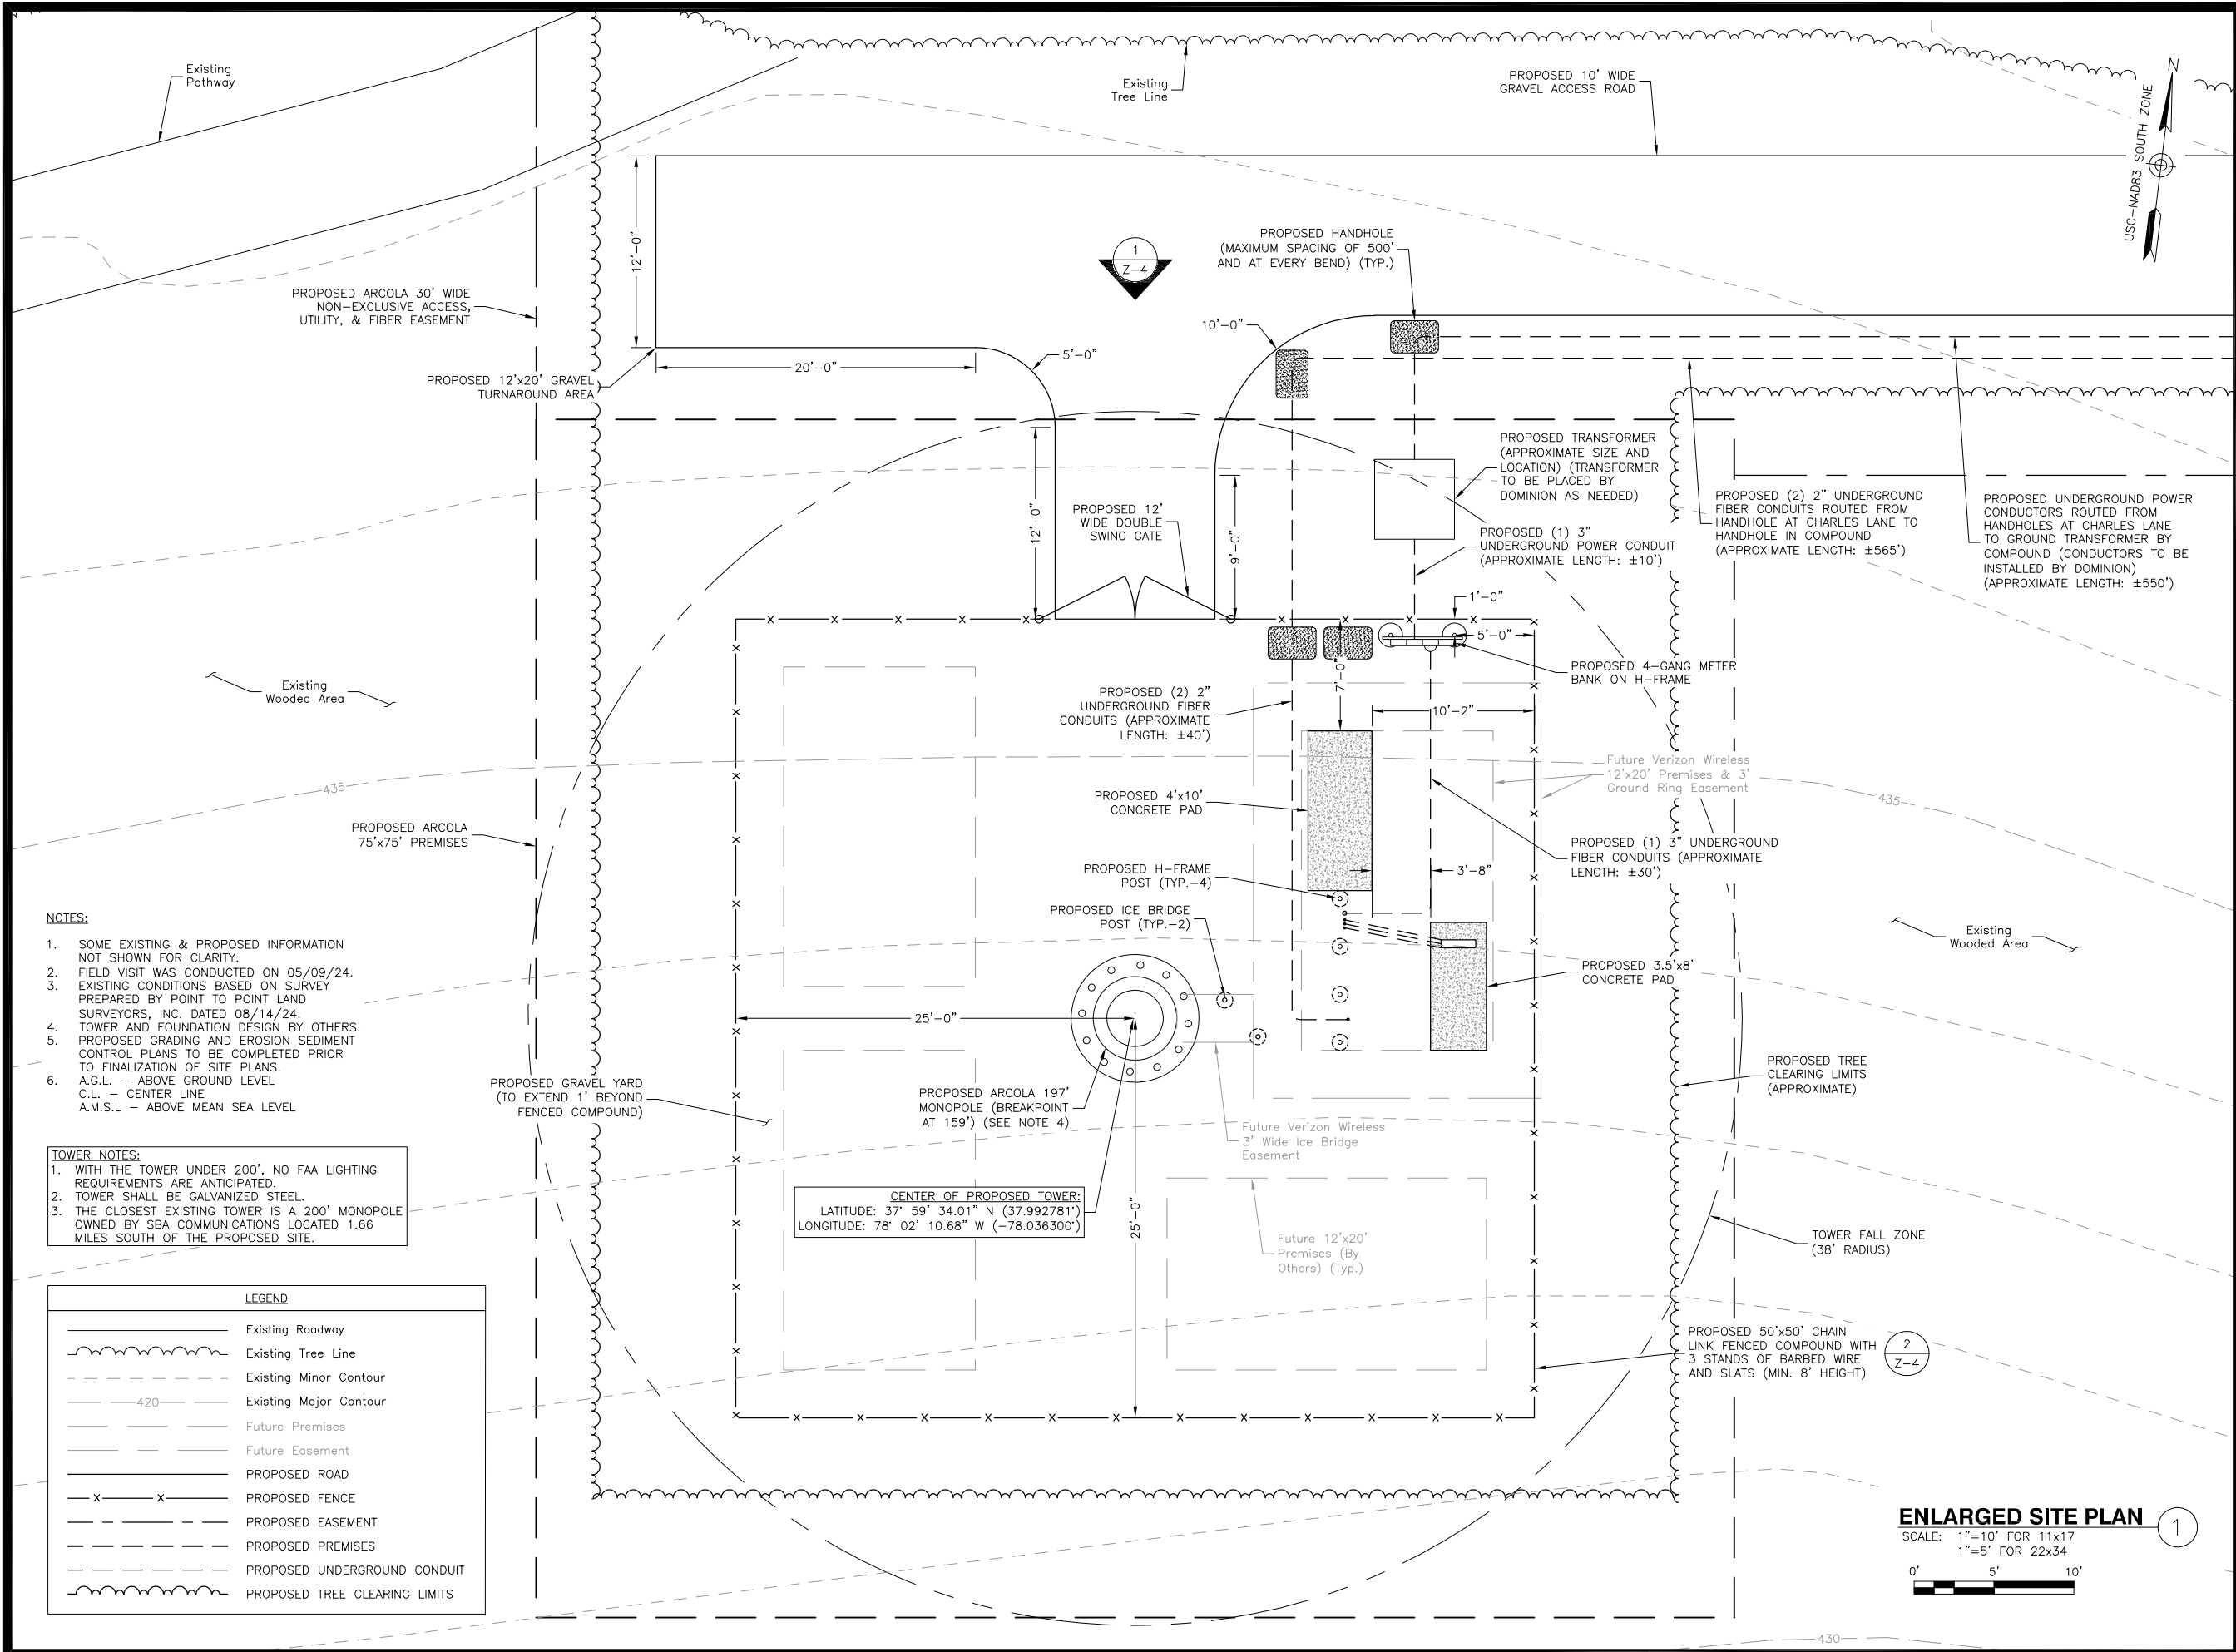 Existing
Pathway
Existing
Tree Line
PROPOSED 10' WIDE
GRAVEL ACCESS ROAD
N
USC-NAD83 SOUTH ZONE
12'-0"
1
Z-4
PROPOSED HANDHOLE
(MAXIMUM SPACING OF 500'
AND AT EVERY BEND) (TYP.)
PROPOSED ARCOLA 30' WIDE
NON-EXCLUSIVE ACCESS,
UTILITY, & FIBER EASEMENT
10'-0"
5'-0"
20'-0"
PROPOSED 12'x20' GRAVEL
TURNAROUND AREA
PROPOSED TRANSFORMER
(APPROXIMATE SIZE AND
LOCATION) (TRANSFORMER
TO BE PLACED BY
DOMINION AS NEEDED)
PROPOSED (2) 2" UNDERGROUND
FIBER CONDUITS ROUTED FROM
HANDHOLE AT CHARLES LANE TO
HANDHOLE IN COMPOUND
(APPROXIMATE LENGTH: ±565')
PROPOSED UNDERGROUND POWER
CONDUCTORS ROUTED FROM
HANDHOLES AT CHARLES LANE
TO GROUND TRANSFORMER BY
COMPOUND (CONDUCTORS TO BE
INSTALLED BY DOMINION)
(APPROXIMATE LENGTH: ±550')
12'-0"
PROPOSED 12'
WIDE DOUBLE
SWING GATE
9'-0"
PROPOSED (1) 3"
UNDERGROUND POWER CONDUIT
(APPROXIMATE LENGTH: ±10')
1'-0"
5'-0"
PROPOSED 4-GANG METER
BANK ON H-FRAME
Existing
Wooded Area
7'-0"
PROPOSED (2) 2"
UNDERGROUND FIBER
CONDUITS (APPROXIMATE
LENGTH: ±40')
10'-2"
Future Verizon Wireless
12'x20' Premises & 3'
Ground Ring Easement
435
435
PROPOSED 4'x10'
CONCRETE PAD
PROPOSED ARCOLA
75'x75' PREMISES
PROPOSED (1) 3" UNDERGROUND
FIBER CONDUITS (APPROXIMATE
LENGTH: ±30')
PROPOSED H-FRAME
POST (TYP.-4)
3'-8"
PROPOSED ICE BRIDGE
POST (TYP.-2)
Existing
Wooded Area
PROPOSED 3.5'x8'
CONCRETE PAD
NOTES:
1. SOME EXISTING & PROPOSED INFORMATION
NOT SHOWN FOR CLARITY.
2. FIELD VISIT WAS CONDUCTED ON 05/09/24.
3. EXISTING CONDITIONS BASED ON SURVEY
PREPARED BY POINT TO POINT LAND
SURVEYORS, INC. DATED 08/14/24.
4. TOWER AND FOUNDATION DESIGN BY OTHERS.
5. PROPOSED GRADING AND EROSION SEDIMENT
CONTROL PLANS TO BE COMPLETED PRIOR
TO FINALIZATION OF SITE PLANS.
6. A.G.L. - ABOVE GROUND LEVEL
C.L. - CENTER LINE
A.M.S.L - ABOVE MEAN SEA LEVEL
25'-0"
PROPOSED GRAVEL YARD
(TO EXTEND 1' BEYOND
FENCED COMPOUND)
PROPOSED ARCOLA 197'
MONOPOLE (BREAKPOINT
AT 159') (SEE NOTE 4)
PROPOSED TREE
CLEARING LIMITS
(APPROXIMATE)
Future Verizon Wireless
3' Wide Ice Bridge
Easement
TOWER NOTES:
1. WITH THE TOWER UNDER 200', NO FAA LIGHTING
REQUIREMENTS ARE ANTICIPATED.
2. TOWER SHALL BE GALVANIZED STEEL.
3. THE CLOSEST EXISTING TOWER IS A 200' MONOPOLE
OWNED BY SBA COMMUNICATIONS LOCATED 1.66
MILES SOUTH OF THE PROPOSED SITE.
CENTER OF PROPOSED TOWER:
LATITUDE: 37° 59' 34.01" N (37.992781°)
LONGITUDE: 78° 02' 10.68" W (-78.036300°)
25'-0"
Future 12'x20'
Premises (By
Others) (Typ.)
TOWER FALL ZONE
(38' RADIUS)
PROPOSED 50'x50' CHAIN
LINK FENCED COMPOUND WITH
3 STANDS OF BARBED WIRE
AND SLATS (MIN. 8' HEIGHT)
2
Z-4
LEGEND
Existing Roadway
Existing Tree Line
Existing Minor Contour
420
Existing Major Contour
Future Premises
Future Easement
PROPOSED ROAD
X X PROPOSED FENCE
PROPOSED EASEMENT
PROPOSED PREMISES
PROPOSED UNDERGROUND CONDUIT
PROPOSED TREE CLEARING LIMITS
ENLARGED SITE PLAN
1
SCALE: 1"=10' FOR 11x17
1"=5' FOR 22x34
0' 5' 10'
430